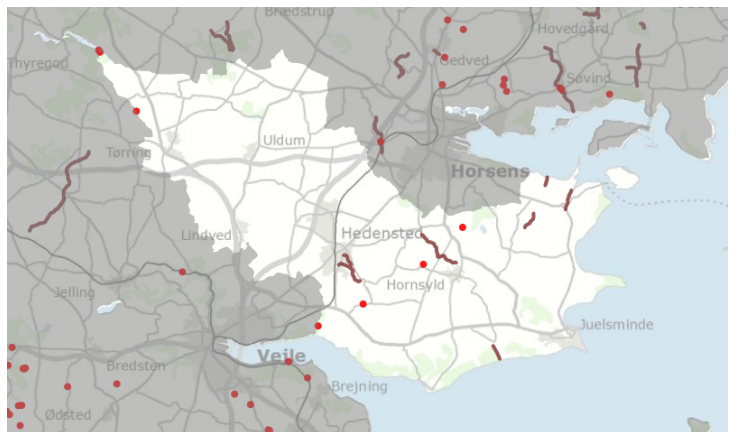 Brædstrup
Hovedgård
Thyregod
Gedved
Søvind
Uldum
Tørring
Horsens
Lindved
Hedensted
Jelling
Hornsyld
Juelsminde
Vejle
Bredsten
Brejning
Ødsted